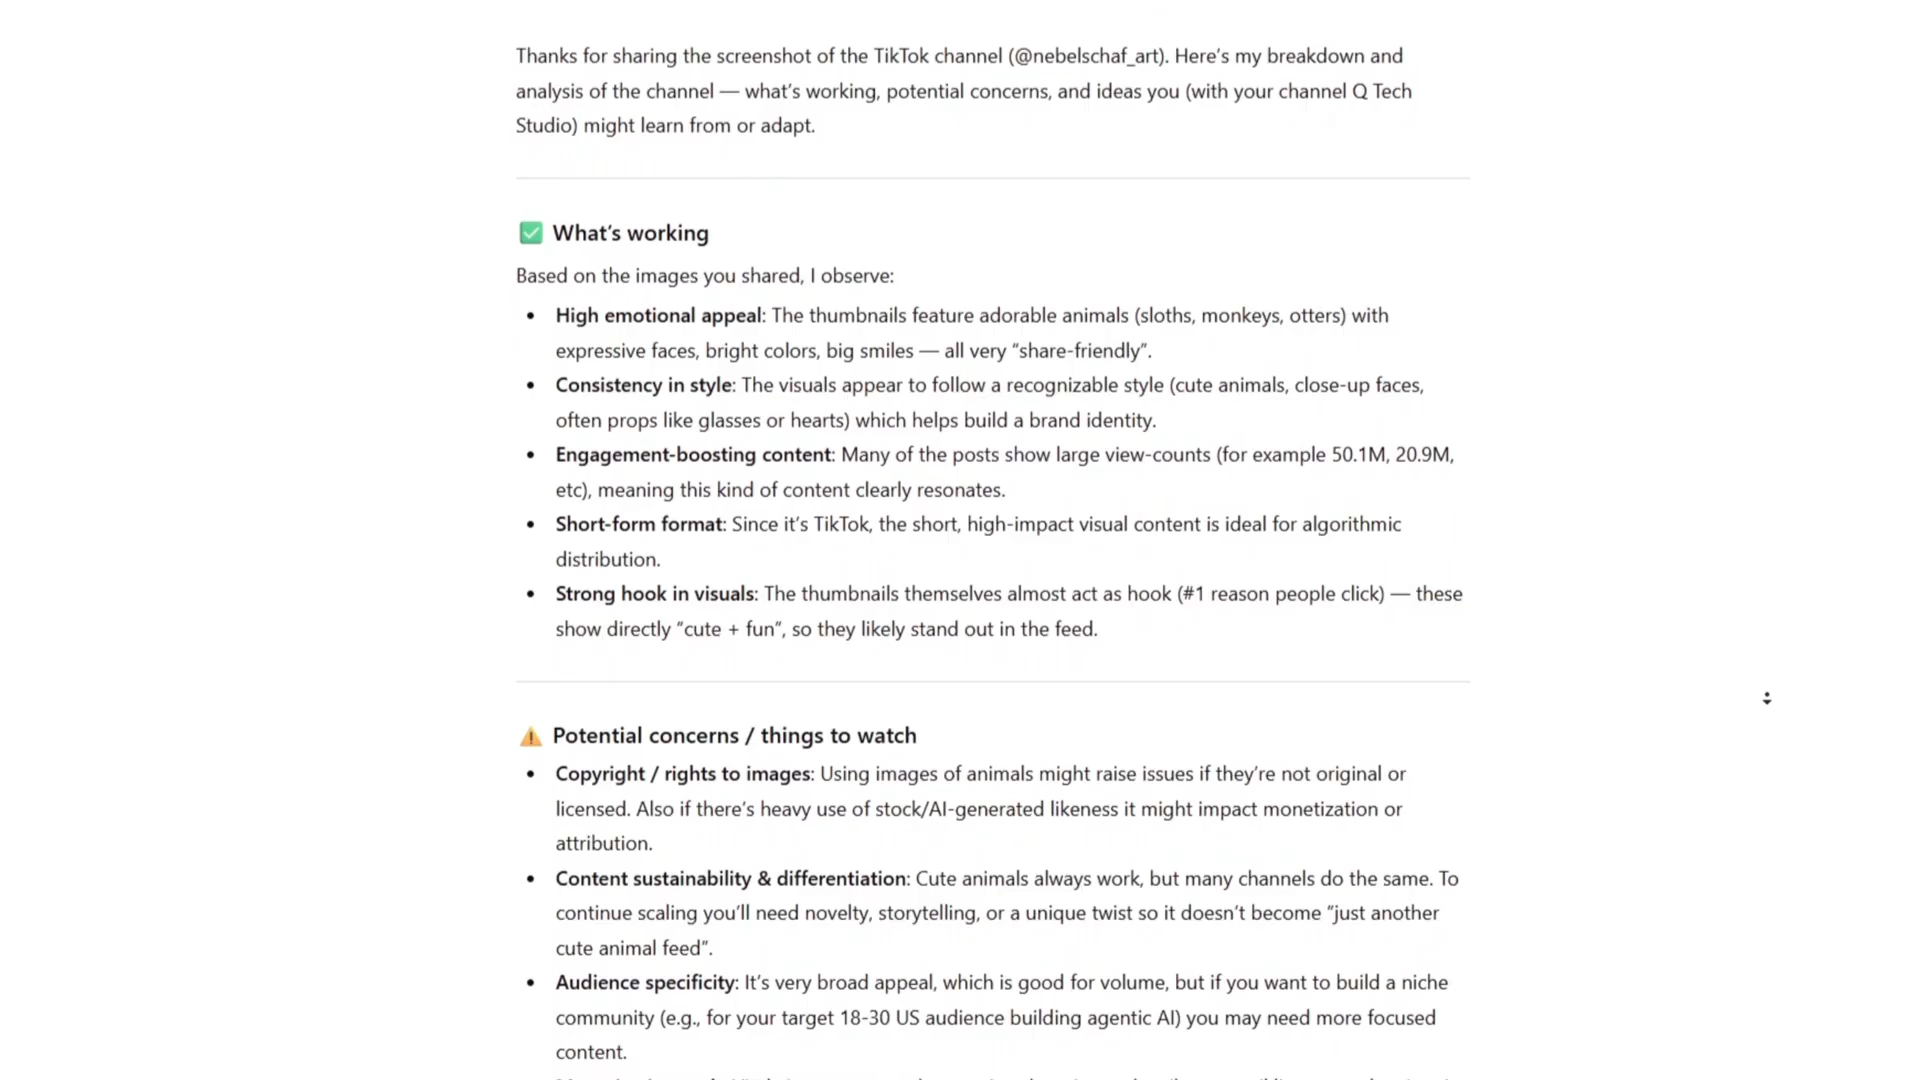 Thanks for sharing the screenshot of the TikTok channel (@nebelschaf_art). Here's my breakdown and
analysis of the channel — what's working, potential concerns, and ideas you (with your channel Q Tech
Studio) might learn from or adapt.
✅ What's working
Based on the images you shared, I observe:
• High emotional appeal: The thumbnails feature adorable animals (sloths, monkeys, otters) with
expressive faces, bright colors, big smiles — all very "share-friendly".
• Consistency in style: The visuals appear to follow a recognizable style (cute animals, close-up faces,
often props like glasses or hearts) which helps build a brand identity.
• Engagement-boosting content: Many of the posts show large view-counts (for example 50.1M, 20.9M,
etc), meaning this kind of content clearly resonates.
• Short-form format: Since it's TikTok, the short, high-impact visual content is ideal for algorithmic
distribution.
• Strong hook in visuals: The thumbnails themselves almost act as hook (#1 reason people click) — these
show directly "cute + fun", so they likely stand out in the feed.
⚠️ Potential concerns / things to watch
• Copyright / rights to images: Using images of animals might raise issues if they're not original or
licensed. Also if there's heavy use of stock/AI-generated likeness it might impact monetization or
attribution.
• Content sustainability & differentiation: Cute animals always work, but many channels do the same. To
continue scaling you'll need novelty, storytelling, or a unique twist so it doesn't become "just another
cute animal feed".
• Audience specificity: It's very broad appeal, which is good for volume, but if you want to build a niche
community (e.g., for your target 18-30 US audience building agentic AI) you may need more focused
content.